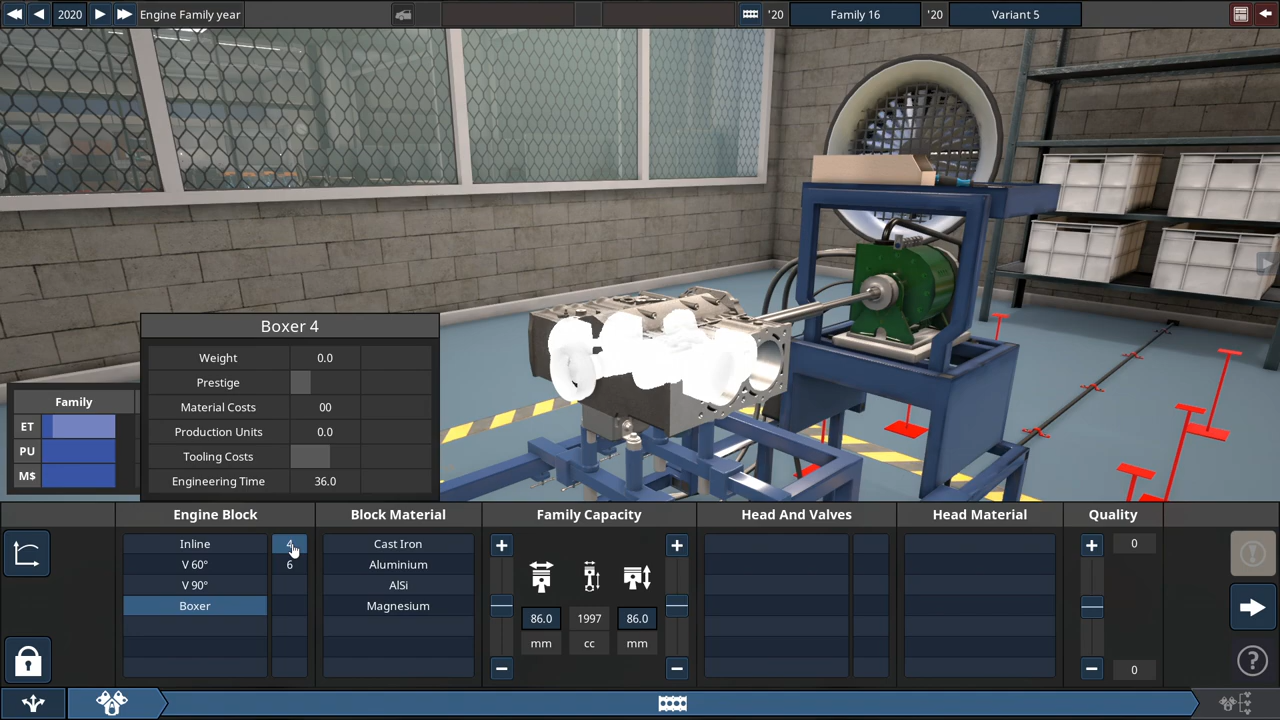 2020 Engine Family year '20 Family 16 '20 Variant 5
Boxer 4
Weight 0.0
Prestige
Material Costs 00
Production Units 0.0
Tooling Costs
Engineering Time 36.0
Family
ET
PU
M$
Engine Block Block Material Family Capacity Head And Valves Head Material Quality
Inline 4 Cast Iron + + + 0
V 60° 6 Aluminium
V 90° AlSi
Boxer Magnesium
86.0 1997 86.0
mm cc mm
− − − 0
?